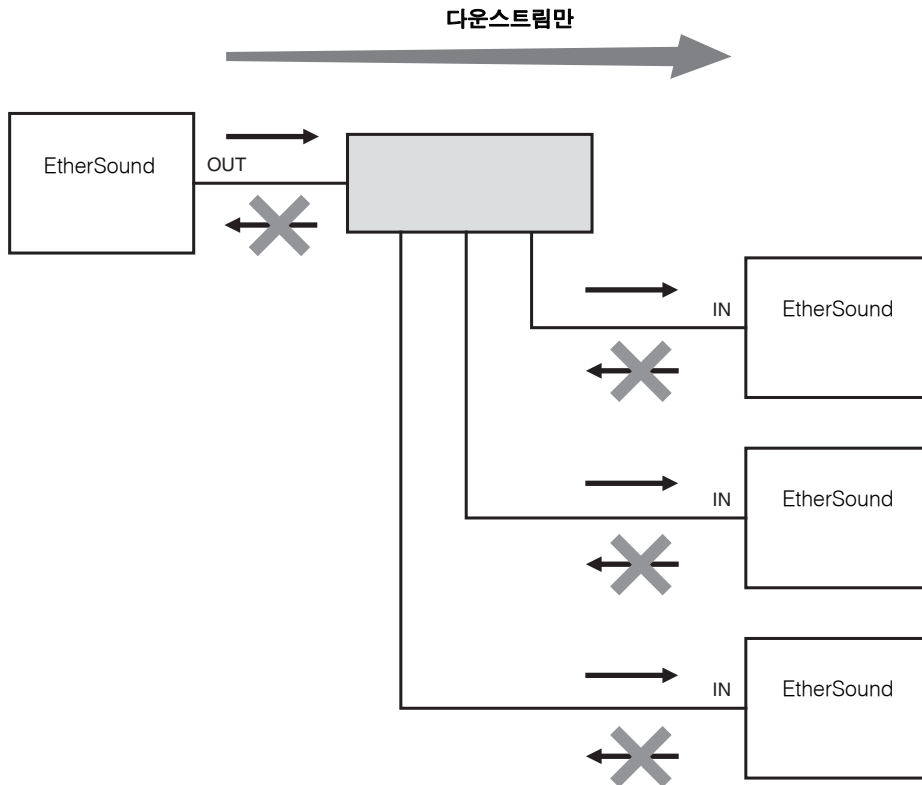 다운스트림만
EtherSound
OUT
IN
EtherSound
IN
EtherSound
IN
EtherSound